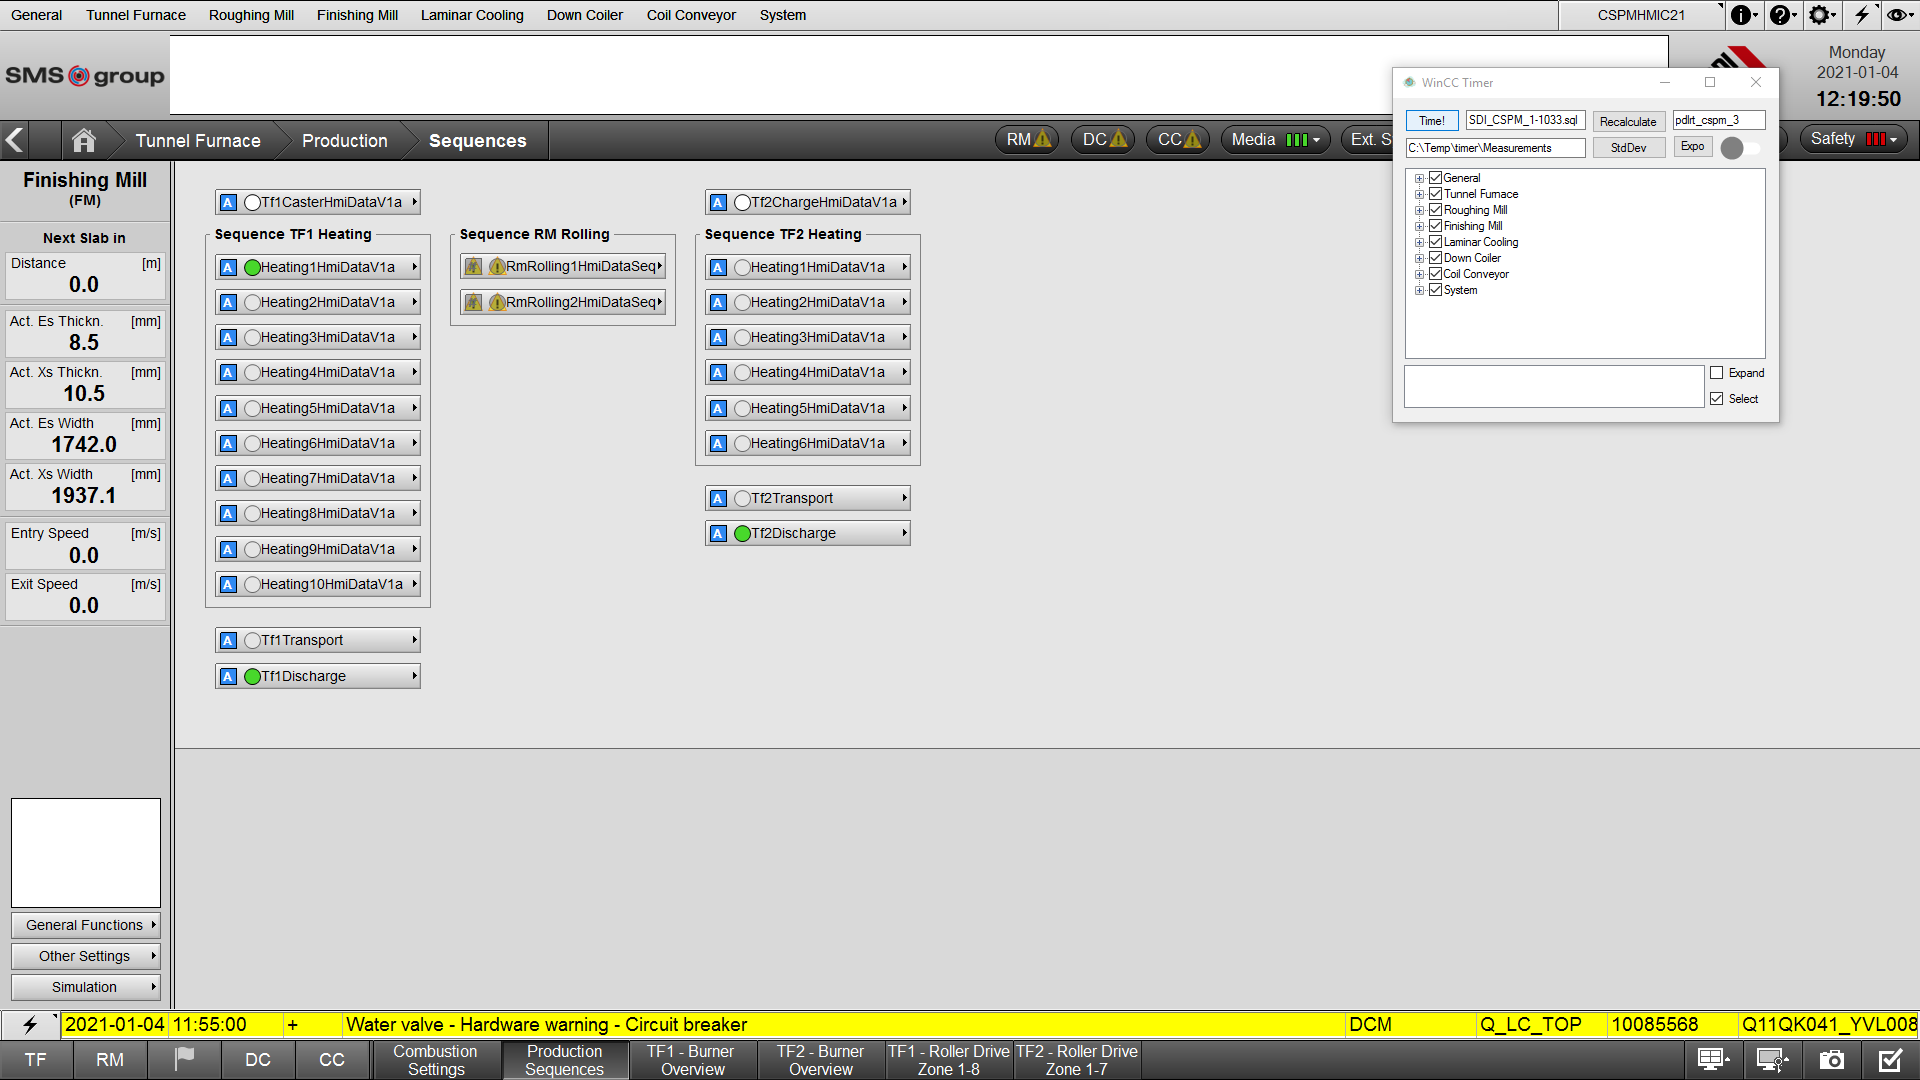 General Tunnel Furnace Roughing Mill Finishing Mill Laminar Cooling Down Coiler Coil Conveyor System CSPMHMIC21
SMS group
Monday
2021-01-04
12:19:50
Tunnel Furnace Production Sequences RM DC CC Media Ext. S Safety
WinCC Timer
Time! SDI_CSPM_1-1033.sql Recalculate pdlrt_cspm_3
C:\Temp\timer\Measurements StdDev Expo
General
Tunnel Furnace
Roughing Mill
Finishing Mill
Laminar Cooling
Down Coiler
Coil Conveyor
System
Expand
Select
Finishing Mill
(FM)
Next Slab in
Distance [m]
0.0
Act. Es Thickn. [mm]
8.5
Act. Xs Thickn. [mm]
10.5
Act. Es Width [mm]
1742.0
Act. Xs Width [mm]
1937.1
Entry Speed [m/s]
0.0
Exit Speed [m/s]
0.0
General Functions
Other Settings
Simulation
A Tf1CasterHmiDataV1a
Sequence TF1 Heating
A Heating1HmiDataV1a
A Heating2HmiDataV1a
A Heating3HmiDataV1a
A Heating4HmiDataV1a
A Heating5HmiDataV1a
A Heating6HmiDataV1a
A Heating7HmiDataV1a
A Heating8HmiDataV1a
A Heating9HmiDataV1a
A Heating10HmiDataV1a
A Tf1Transport
A Tf1Discharge
Sequence RM Rolling
RmRolling1HmiDataSeq
RmRolling2HmiDataSeq
A Tf2ChargeHmiDataV1a
Sequence TF2 Heating
A Heating1HmiDataV1a
A Heating2HmiDataV1a
A Heating3HmiDataV1a
A Heating4HmiDataV1a
A Heating5HmiDataV1a
A Heating6HmiDataV1a
A Tf2Transport
A Tf2Discharge
2021-01-04 11:55:00 + Water valve - Hardware warning - Circuit breaker DCM Q_LC_TOP 10085568 Q11QK041_YVL008
TF RM DC CC
Combustion
Settings
Production
Sequences
TF1 - Burner
Overview
TF2 - Burner
Overview
TF1 - Roller Drive
Zone 1-8
TF2 - Roller Drive
Zone 1-7